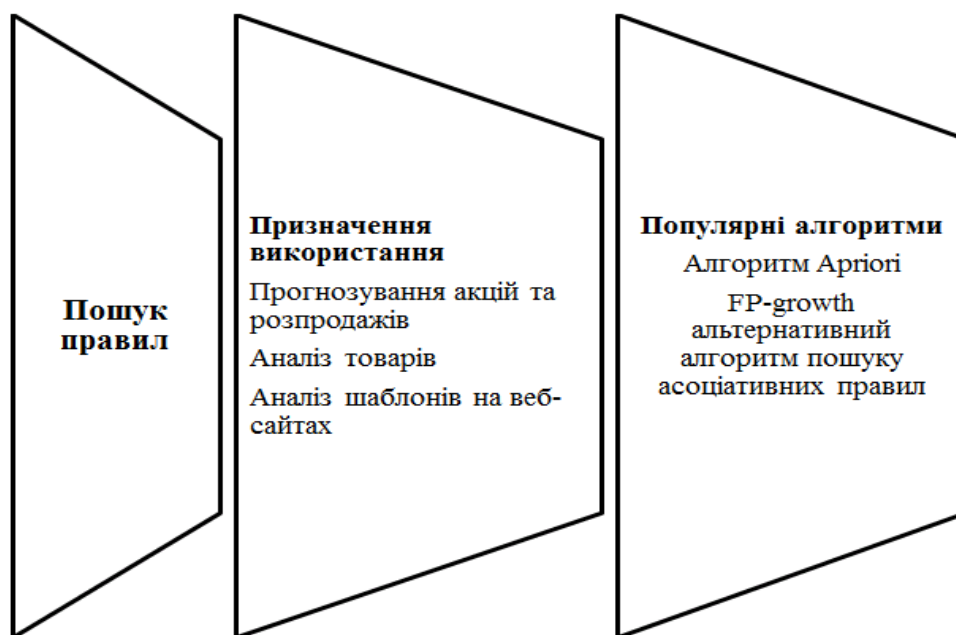 Пошук
правил
Призначення
використання
Прогнозування акцій та
розпродажів
Аналіз товарів
Аналіз шаблонів на веб-
сайтах
Популярні алгоритми
Алгоритм Apriori
FP-growth
альтернативний
алгоритм пошуку
асоціативних правил